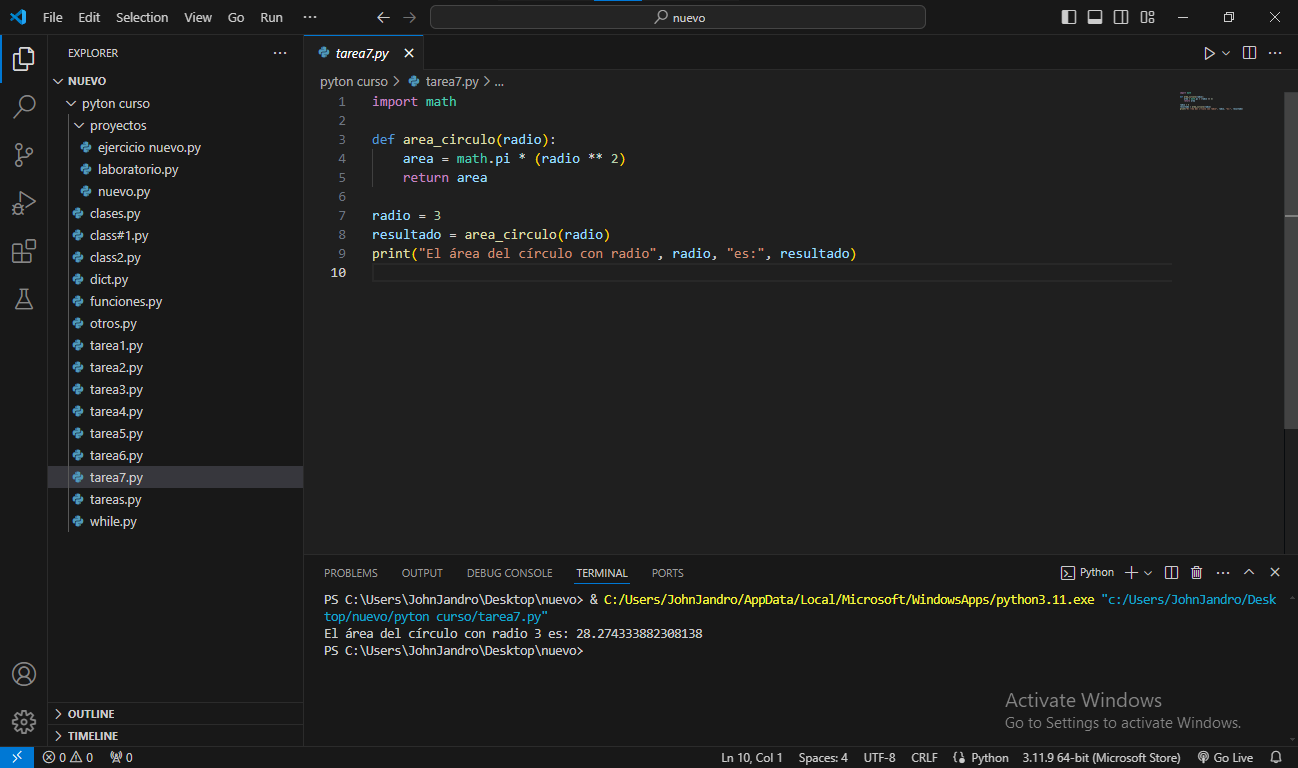 File Edit Selection View Go Run ···
nuevo
EXPLORER ···
NUEVO
pyton curso
proyectos
ejercicio nuevo.py
laboratorio.py
nuevo.py
clases.py
class#1.py
class2.py
dict.py
funciones.py
otros.py
tarea1.py
tarea2.py
tarea3.py
tarea4.py
tarea5.py
tarea6.py
tarea7.py
tareas.py
while.py
OUTLINE
TIMELINE
tarea7.py
pyton curso > tarea7.py > ...
1 import math
2
3 def area_circulo(radio):
4     area = math.pi * (radio ** 2)
5     return area
6
7 radio = 3
8 resultado = area_circulo(radio)
9 print("El área del círculo con radio", radio, "es:", resultado)
10
PROBLEMS OUTPUT DEBUG CONSOLE TERMINAL PORTS
Python
PS C:\Users\JohnJandro\Desktop\nuevo> & C:/Users/JohnJandro/AppData/Local/Microsoft/WindowsApps/python3.11.exe "c:/Users/JohnJandro/Desk
top/nuevo/pyton curso/tarea7.py"
El área del círculo con radio 3 es: 28.274333882308138
PS C:\Users\JohnJandro\Desktop\nuevo>
Activate Windows
Go to Settings to activate Windows.
0 0 0 Ln 10, Col 1 Spaces: 4 UTF-8 CRLF Python 3.11.9 64-bit (Microsoft Store) Go Live